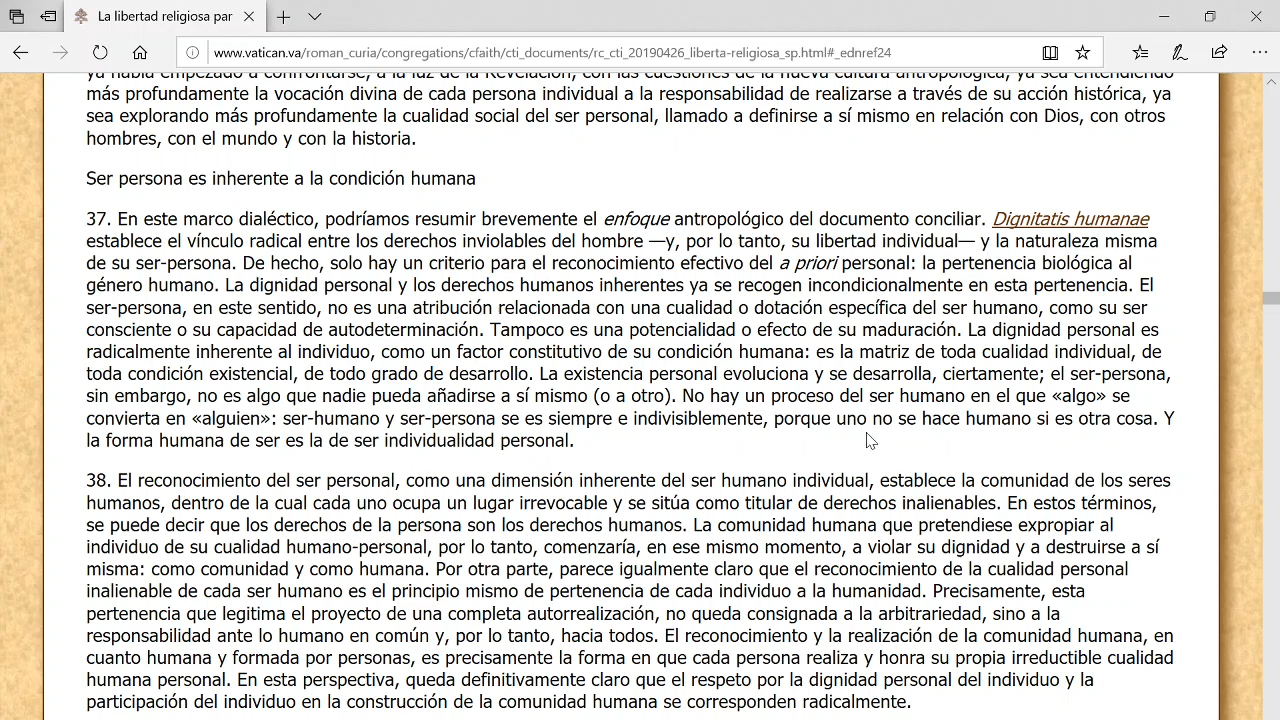 La libertad religiosa par
www.vatican.va/roman_curia/congregations/cfaith/cti_documents/rc_cti_20190426_liberta-religiosa_sp.html#_ednref24
ya había empezado a confrontarse, a la luz de la Revelación, con las cuestiones de la nueva cultura antropológica, ya sea entendiendo
más profundamente la vocación divina de cada persona individual a la responsabilidad de realizarse a través de su acción histórica, ya
sea explorando más profundamente la cualidad social del ser personal, llamado a definirse a sí mismo en relación con Dios, con otros
hombres, con el mundo y con la historia.
Ser persona es inherente a la condición humana
37. En este marco dialéctico, podríamos resumir brevemente el enfoque antropológico del documento conciliar. Dignitatis humanae
establece el vínculo radical entre los derechos inviolables del hombre —y, por lo tanto, su libertad individual— y la naturaleza misma
de su ser-persona. De hecho, solo hay un criterio para el reconocimiento efectivo del a priori personal: la pertenencia biológica al
género humano. La dignidad personal y los derechos humanos inherentes ya se recogen incondicionalmente en esta pertenencia. El
ser-persona, en este sentido, no es una atribución relacionada con una cualidad o dotación específica del ser humano, como su ser
consciente o su capacidad de autodeterminación. Tampoco es una potencialidad o efecto de su maduración. La dignidad personal es
radicalmente inherente al individuo, como un factor constitutivo de su condición humana: es la matriz de toda cualidad individual, de
toda condición existencial, de todo grado de desarrollo. La existencia personal evoluciona y se desarrolla, ciertamente; el ser-persona,
sin embargo, no es algo que nadie pueda añadirse a sí mismo (o a otro). No hay un proceso del ser humano en el que «algo» se
convierta en «alguien»: ser-humano y ser-persona se es siempre e indivisiblemente, porque uno no se hace humano si es otra cosa. Y
la forma humana de ser es la de ser individualidad personal.
38. El reconocimiento del ser personal, como una dimensión inherente del ser humano individual, establece la comunidad de los seres
humanos, dentro de la cual cada uno ocupa un lugar irrevocable y se sitúa como titular de derechos inalienables. En estos términos,
se puede decir que los derechos de la persona son los derechos humanos. La comunidad humana que pretendiese expropiar al
individuo de su cualidad humano-personal, por lo tanto, comenzaría, en ese mismo momento, a violar su dignidad y a destruirse a sí
misma: como comunidad y como humana. Por otra parte, parece igualmente claro que el reconocimiento de la cualidad personal
inalienable de cada ser humano es el principio mismo de pertenencia de cada individuo a la humanidad. Precisamente, esta
pertenencia que legitima el proyecto de una completa autorrealización, no queda consignada a la arbitrariedad, sino a la
responsabilidad ante lo humano en común y, por lo tanto, hacia todos. El reconocimiento y la realización de la comunidad humana, en
cuanto humana y formada por personas, es precisamente la forma en que cada persona realiza y honra su propia irreductible cualidad
humana personal. En esta perspectiva, queda definitivamente claro que el respeto por la dignidad personal del individuo y la
participación del individuo en la construcción de la comunidad humana se corresponden radicalmente.